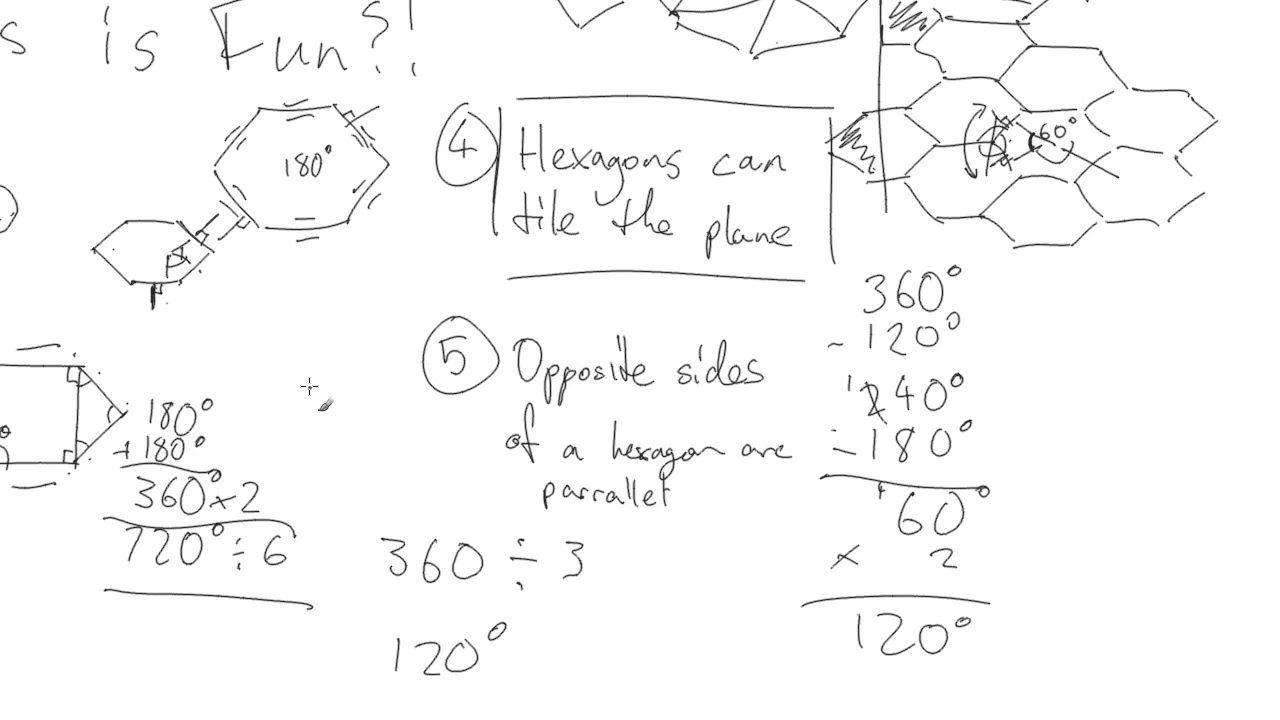 s is Fun?!
180°
④ Hexagons can
tile the plane
60°
⑤ Opposite sides
of a hexagon are
parrallel
360°
- 120°
240°
- 180°
60°
× 2
120°
180°
+ 180°
360° × 2
720° ÷ 6
360 ÷ 3
120°